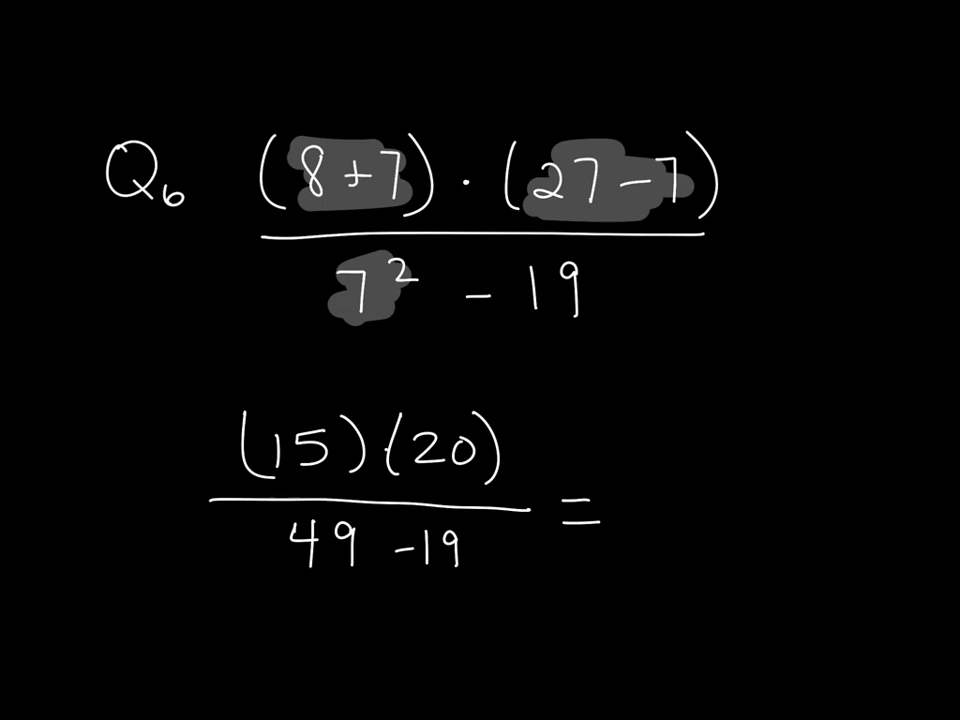 Q6 (8+7) · (27-7)
7² - 19
(15)(20)
49 -19 =